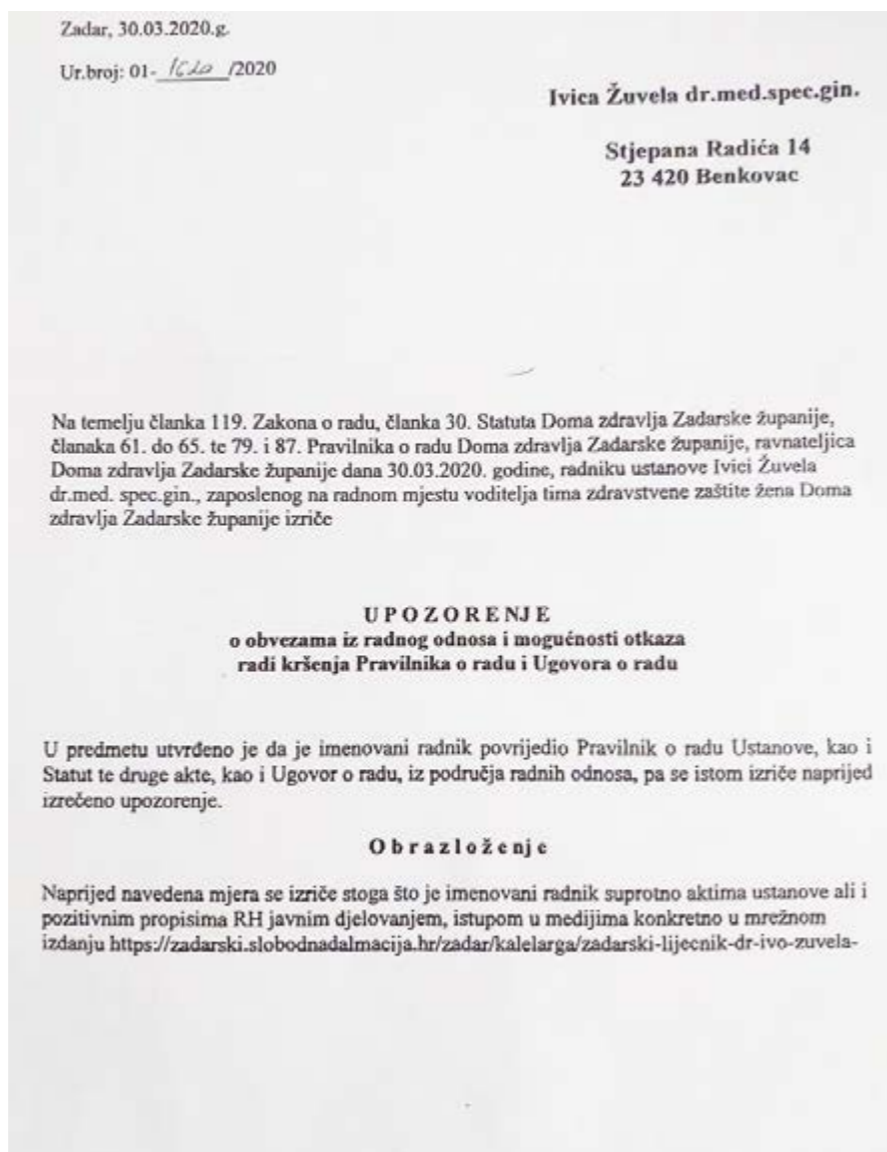 Zadar, 30.03.2020.g.
Ur.broj: 01- /2020
Ivica Žuvela dr.med.spec.gin.
Stjepana Radića 14
23 420 Benkovac
Na temelju članka 119. Zakona o radu, članka 30. Statuta Doma zdravlja Zadarske županije,
članaka 61. do 65. te 79. i 87. Pravilnika o radu Doma zdravlja Zadarske županije, ravnateljica
Doma zdravlja Zadarske županije dana 30.03.2020. godine, radniku ustanove Ivici Žuvela
dr.med. spec.gin., zaposlenog na radnom mjestu voditelja tima zdravstvene zaštite žena Doma
zdravlja Zadarske županije izriče
U P O Z O R E NJ E
o obvezama iz radnog odnosa i mogućnosti otkaza
radi kršenja Pravilnika o radu i Ugovora o radu
U predmetu utvrđeno je da je imenovani radnik povrijedio Pravilnik o radu Ustanove, kao i
Statut te druge akte, kao i Ugovor o radu, iz područja radnih odnosa, pa se istom izriče naprijed
izrečeno upozorenje.
O b r a z l o ž e nj e
Naprijed navedena mjera se izriče stoga što je imenovani radnik suprotno aktima ustanove ali i
pozitivnim propisima RH javnim djelovanjem, istupom u medijima konkretno u mrežnom
izdanju https://zadarski.slobodnadalmacija.hr/zadar/kalelarga/zadarski-lijecnik-dr-ivo-zuvela-